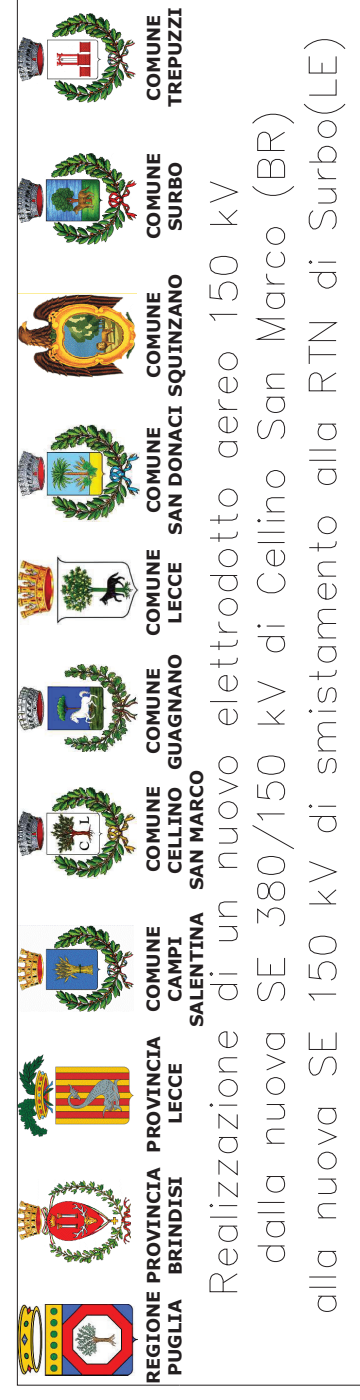 REGIONE PUGLIA
PROVINCIA BRINDISI
PROVINCIA LECCE
COMUNE CAMPI SALENTINA
COMUNE CELLINO SAN MARCO
COMUNE GUAGNANO
COMUNE LECCE
COMUNE SAN DONACI
COMUNE SQUINZANO
COMUNE SURBO
COMUNE TREPUZZI
C L
Realizzazione di un nuovo elettrodotto aereo 150 kV
dalla nuova SE 380/150 kV di Cellino San Marco (BR)
alla nuova SE 150 kV di smistamento alla RTN di Surbo(LE)